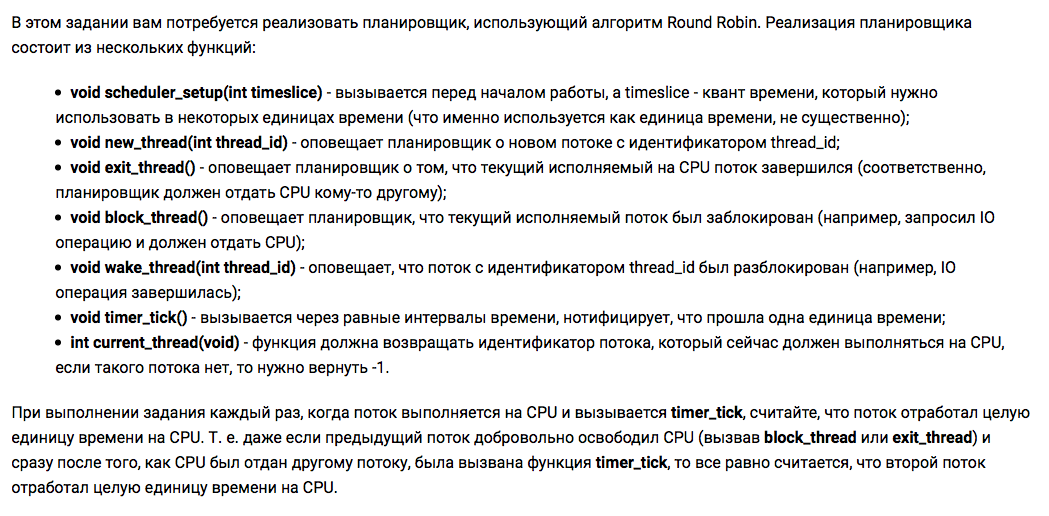 В этом задании вам потребуется реализовать планировщик, использующий алгоритм Round Robin. Реализация планировщика
состоит из нескольких функций:
• void scheduler_setup(int timeslice) - вызывается перед началом работы, а timeslice - квант времени, который нужно
использовать в некоторых единицах времени (что именно используется как единица времени, не существенно);
• void new_thread(int thread_id) - оповещает планировщик о новом потоке с идентификатором thread_id;
• void exit_thread() - оповещает планировщик о том, что текущий исполняемый на CPU поток завершился (соответственно,
планировщик должен отдать CPU кому-то другому);
• void block_thread() - оповещает планировщик, что текущий исполняемый поток был заблокирован (например, запросил IO
операцию и должен отдать CPU);
• void wake_thread(int thread_id) - оповещает, что поток с идентификатором thread_id был разблокирован (например, IO
операция завершилась);
• void timer_tick() - вызывается через равные интервалы времени, нотифицирует, что прошла одна единица времени;
• int current_thread(void) - функция должна возвращать идентификатор потока, который сейчас должен выполняться на CPU,
если такого потока нет, то нужно вернуть -1.
При выполнении задания каждый раз, когда поток выполняется на CPU и вызывается timer_tick, считайте, что поток отработал целую
единицу времени на CPU. Т. е. даже если предыдущий поток добровольно освободил CPU (вызвав block_thread или exit_thread) и
сразу после того, как CPU был отдан другому потоку, была вызвана функция timer_tick, то все равно считается, что второй поток
отработал целую единицу времени на CPU.